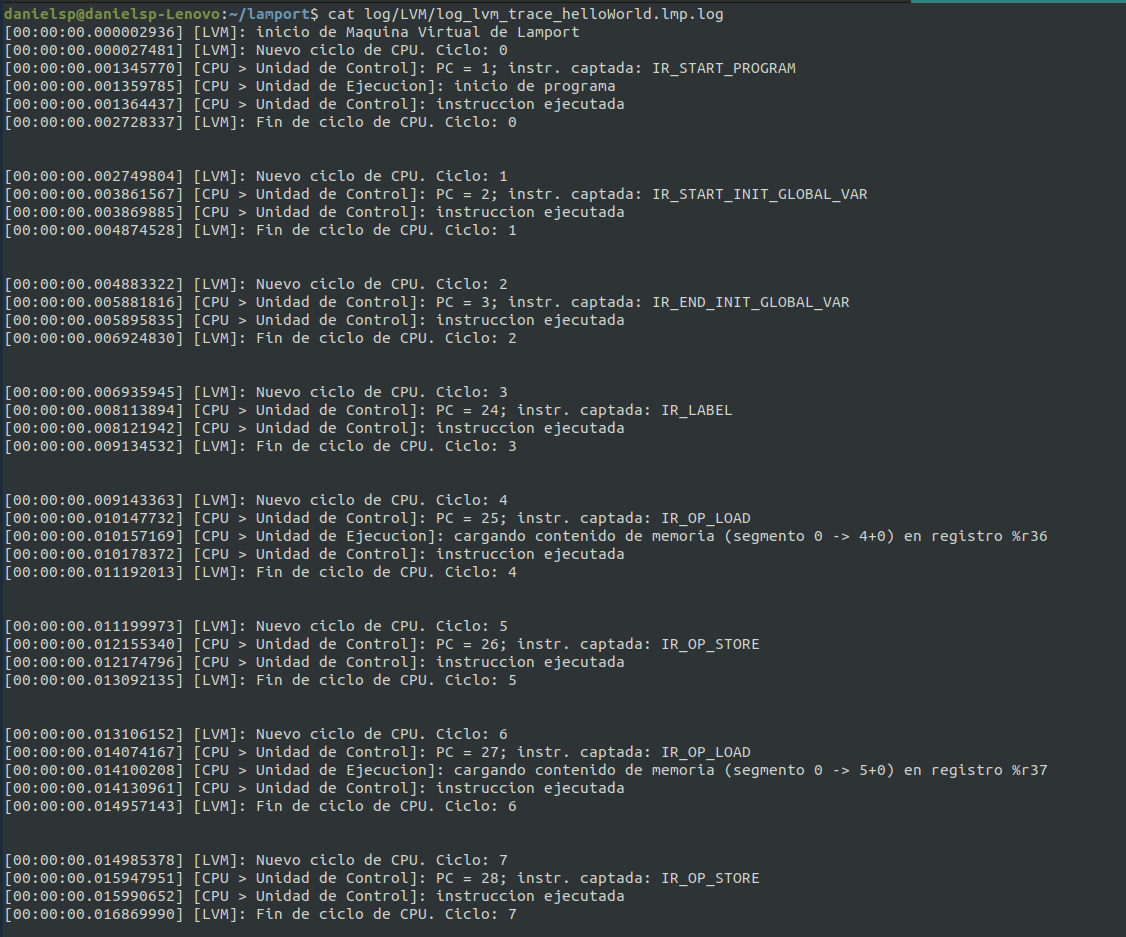 danielsp@danielsp-Lenovo:~/lamport$ cat log/LVM/log_lvm_trace_helloWorld.lmp.log
[00:00:00.000002936] [LVM]: inicio de Maquina Virtual de Lamport
[00:00:00.000027481] [LVM]: Nuevo ciclo de CPU. Ciclo: 0
[00:00:00.001345770] [CPU > Unidad de Control]: PC = 1; instr. captada: IR_START_PROGRAM
[00:00:00.001359785] [CPU > Unidad de Ejecucion]: inicio de programa
[00:00:00.001364437] [CPU > Unidad de Control]: instruccion ejecutada
[00:00:00.002728337] [LVM]: Fin de ciclo de CPU. Ciclo: 0
[00:00:00.002749804] [LVM]: Nuevo ciclo de CPU. Ciclo: 1
[00:00:00.003861567] [CPU > Unidad de Control]: PC = 2; instr. captada: IR_START_INIT_GLOBAL_VAR
[00:00:00.003869885] [CPU > Unidad de Control]: instruccion ejecutada
[00:00:00.004874528] [LVM]: Fin de ciclo de CPU. Ciclo: 1
[00:00:00.004883322] [LVM]: Nuevo ciclo de CPU. Ciclo: 2
[00:00:00.005881816] [CPU > Unidad de Control]: PC = 3; instr. captada: IR_END_INIT_GLOBAL_VAR
[00:00:00.005895835] [CPU > Unidad de Control]: instruccion ejecutada
[00:00:00.006924830] [LVM]: Fin de ciclo de CPU. Ciclo: 2
[00:00:00.006935945] [LVM]: Nuevo ciclo de CPU. Ciclo: 3
[00:00:00.008113894] [CPU > Unidad de Control]: PC = 24; instr. captada: IR_LABEL
[00:00:00.008121942] [CPU > Unidad de Control]: instruccion ejecutada
[00:00:00.009134532] [LVM]: Fin de ciclo de CPU. Ciclo: 3
[00:00:00.009143363] [LVM]: Nuevo ciclo de CPU. Ciclo: 4
[00:00:00.010147732] [CPU > Unidad de Control]: PC = 25; instr. captada: IR_OP_LOAD
[00:00:00.010157169] [CPU > Unidad de Ejecucion]: cargando contenido de memoria (segmento 0 -> 4+0) en registro %r36
[00:00:00.010178372] [CPU > Unidad de Control]: instruccion ejecutada
[00:00:00.011192013] [LVM]: Fin de ciclo de CPU. Ciclo: 4
[00:00:00.011199973] [LVM]: Nuevo ciclo de CPU. Ciclo: 5
[00:00:00.012155340] [CPU > Unidad de Control]: PC = 26; instr. captada: IR_OP_STORE
[00:00:00.012174796] [CPU > Unidad de Control]: instruccion ejecutada
[00:00:00.013092135] [LVM]: Fin de ciclo de CPU. Ciclo: 5
[00:00:00.013106152] [LVM]: Nuevo ciclo de CPU. Ciclo: 6
[00:00:00.014074167] [CPU > Unidad de Control]: PC = 27; instr. captada: IR_OP_LOAD
[00:00:00.014100208] [CPU > Unidad de Ejecucion]: cargando contenido de memoria (segmento 0 -> 5+0) en registro %r37
[00:00:00.014130961] [CPU > Unidad de Control]: instruccion ejecutada
[00:00:00.014957143] [LVM]: Fin de ciclo de CPU. Ciclo: 6
[00:00:00.014985378] [LVM]: Nuevo ciclo de CPU. Ciclo: 7
[00:00:00.015947951] [CPU > Unidad de Control]: PC = 28; instr. captada: IR_OP_STORE
[00:00:00.015990652] [CPU > Unidad de Control]: instruccion ejecutada
[00:00:00.016869990] [LVM]: Fin de ciclo de CPU. Ciclo: 7